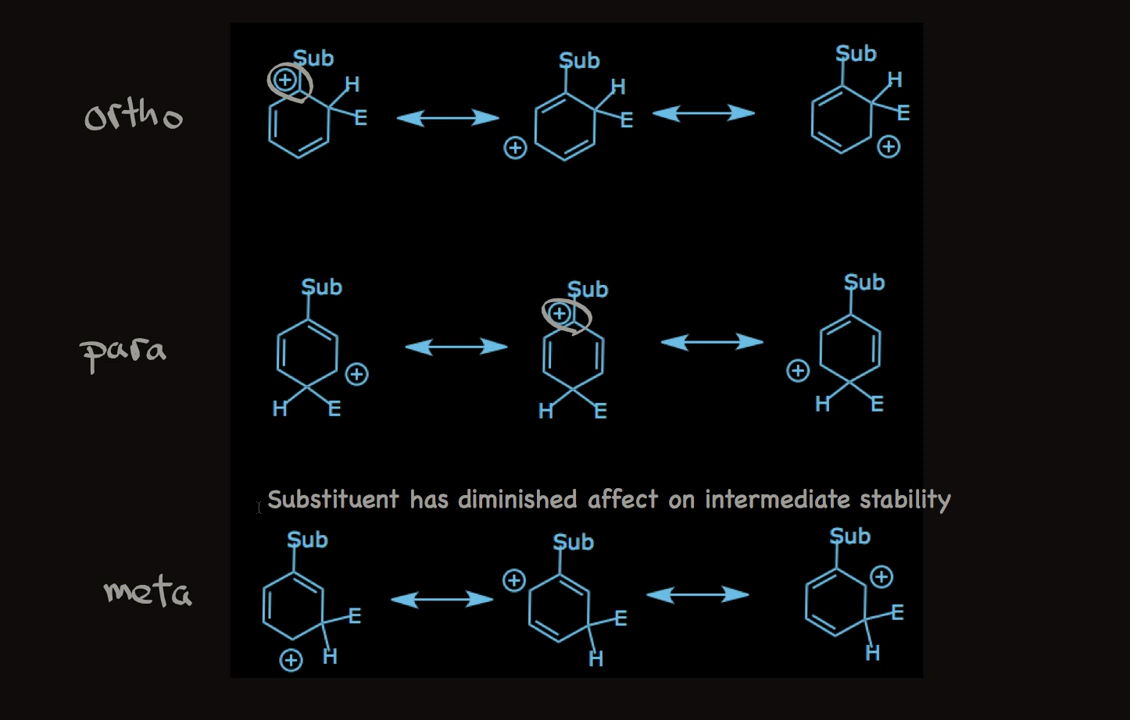 Sub Sub Sub
⊕ H H H
ortho E E E
⊕ ⊕
Sub Sub Sub
⊕
para ⊕ ⊕
H E H E H E
Substituent has diminished affect on intermediate stability
Sub Sub Sub
⊕ ⊕
meta E E E
⊕ H H H